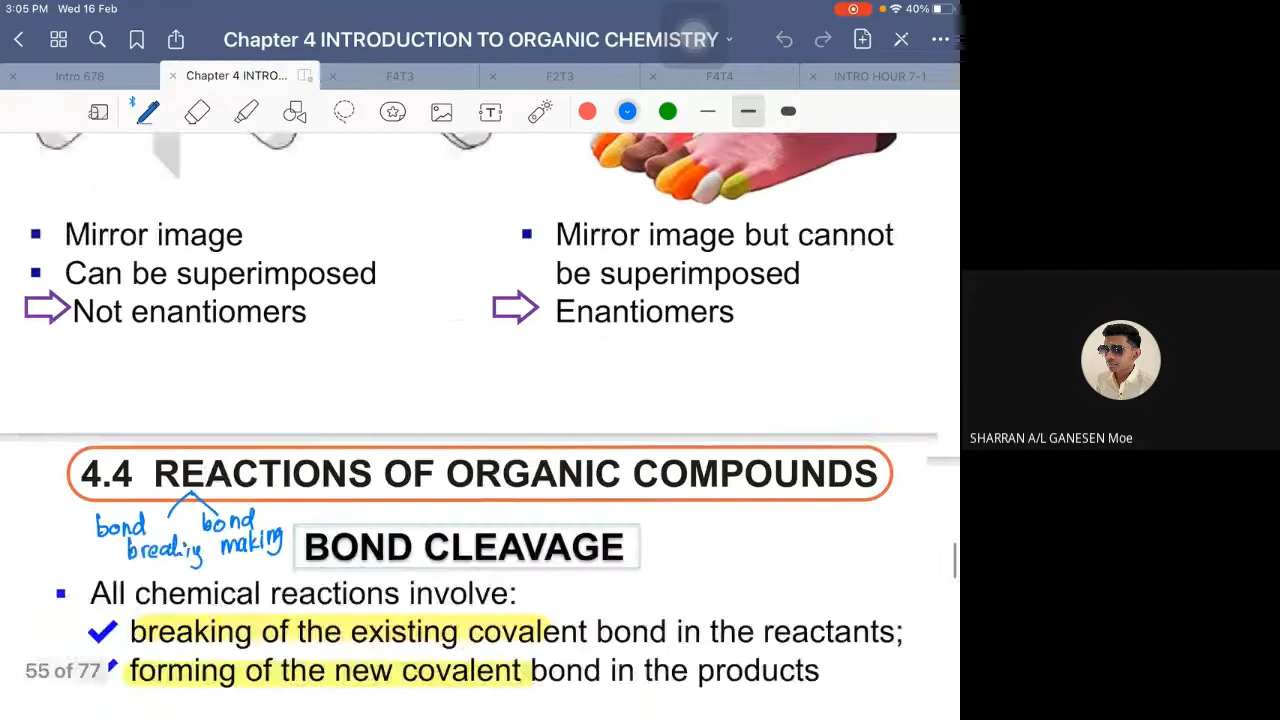 3:05 PM Wed 16 Feb
40%
Chapter 4 INTRODUCTION TO ORGANIC CHEMISTRY
Intro 678
Chapter 4 INTRO...
F4T3
F2T3
F4T4
INTRO HOUR 7-1
T
Mirror image
Can be superimposed
Not enantiomers
Mirror image but cannot
be superimposed
Enantiomers
4.4 REACTIONS OF ORGANIC COMPOUNDS
bond breaking
bond making
BOND CLEAVAGE
All chemical reactions involve:
breaking of the existing covalent bond in the reactants;
forming of the new covalent bond in the products
55 of 77
SHARRAN A/L GANESEN Moe